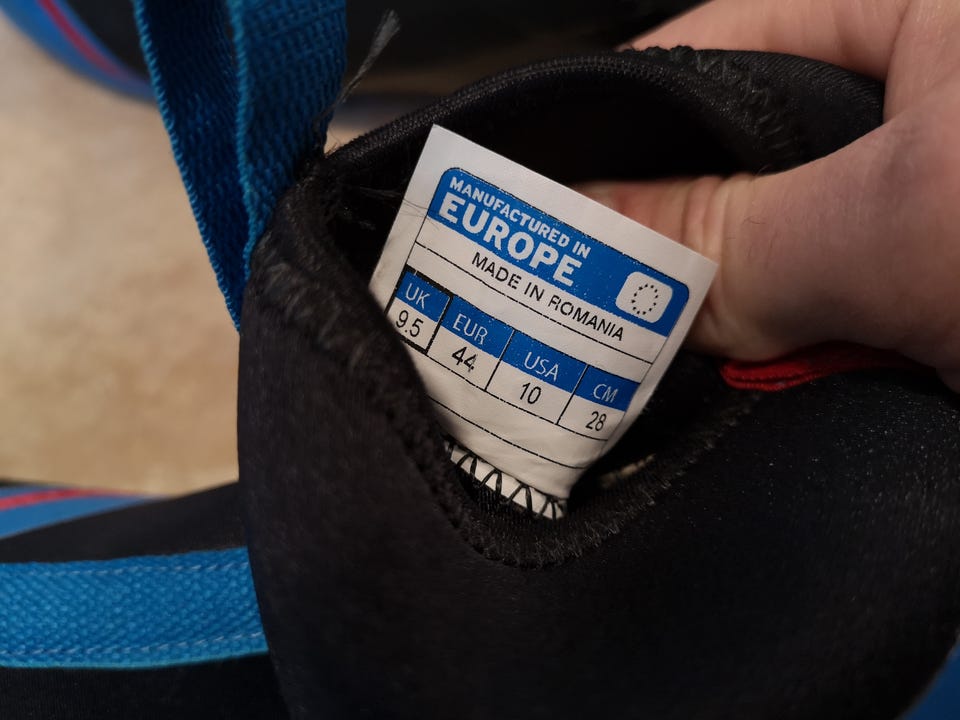 MANUFACTURED IN
EUROPE
MADE IN ROMANIA
UK EUR USA CM
9.5 44 10 28